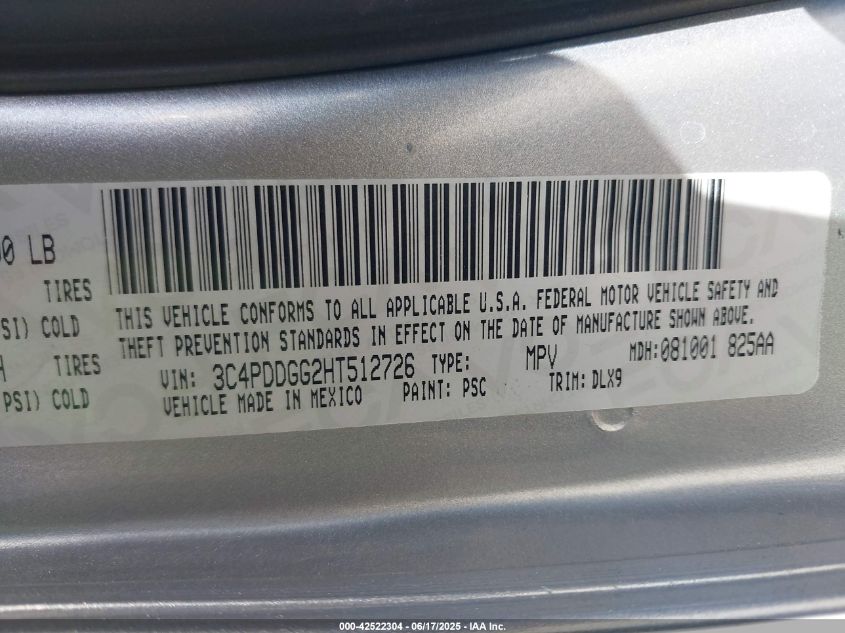 00 LB
TIRES
SI) COLD
TIRES
PSI) COLD
THIS VEHICLE CONFORMS TO ALL APPLICABLE U.S.A. FEDERAL MOTOR VEHICLE SAFETY AND
THEFT PREVENTION STANDARDS IN EFFECT ON THE DATE OF MANUFACTURE SHOWN ABOVE.
VIN: 3C4PDDGG2HT512726 TYPE: MPV MDH:081001 825AA
VEHICLE MADE IN MEXICO PAINT: PSC TRIM: DLX9
000-42522304 - 06/17/2025 - IAA Inc.